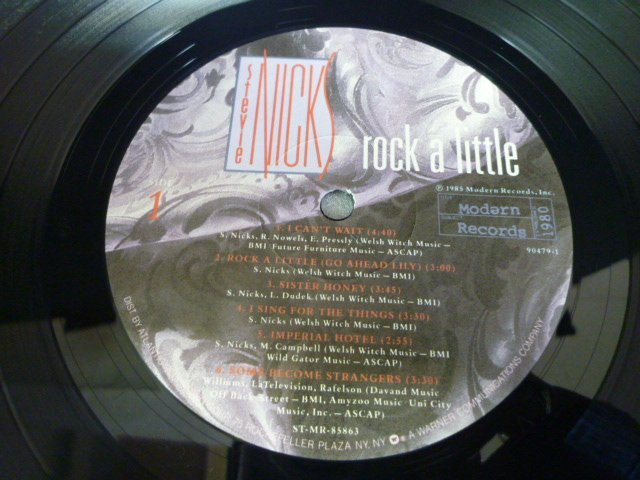 stevie
NICKS
rock a little
℗ 1985 Modern Records, Inc.
Modern
Records
1980
90479-1
1
1. I CAN'T WAIT (4:40)
S. Nicks, R. Nowels, E. Pressly (Welsh Witch Music —
BMI/Future Furniture Music — ASCAP)
2. ROCK A LITTLE (GO AHEAD LILY) (3:00)
S. Nicks (Welsh Witch Music — BMI)
3. SISTER HONEY (3:45)
S. Nicks, L. Dudek (Welsh Witch Music — BMI)
4. I SING FOR THE THINGS (3:30)
S. Nicks (Welsh Witch Music — BMI)
5. IMPERIAL HOTEL (2:55)
S. Nicks, M. Campbell (Welsh Witch Music — BMI
Wild Gator Music — ASCAP)
6. SOME BECOME STRANGERS (3:30)
Williams, LaTelevision, Rafelson (Davand Music
Off Back Street — BMI, Amyzoo Music/Uni City
Music, Inc. — ASCAP)
ST-MR-85863
DIST. BY ATLANTIC 75 ROCKEFELLER PLAZA NY, NY A WARNER COMMUNICATIONS COMPANY